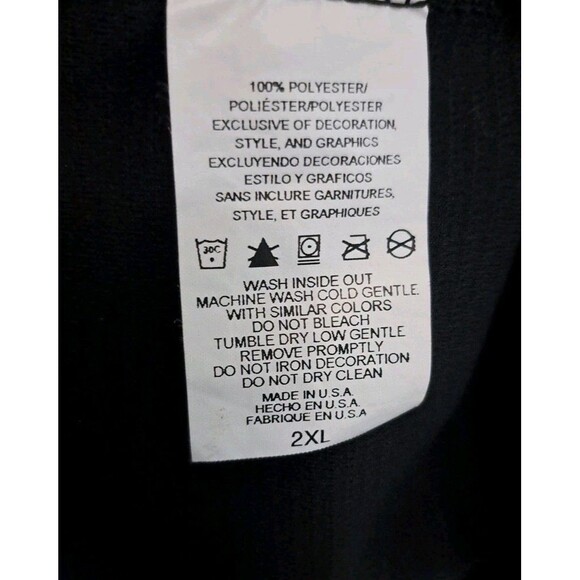 100% POLYESTER/
POLIÉSTER/POLYESTER
EXCLUSIVE OF DECORATION,
STYLE, AND GRAPHICS
EXCLUYENDO DECORACIONES
ESTILO Y GRAFICOS
SANS INCLURE GARNITURES,
STYLE, ET GRAPHIQUES
30C
WASH INSIDE OUT
MACHINE WASH COLD GENTLE.
WITH SIMILAR COLORS
DO NOT BLEACH
TUMBLE DRY LOW GENTLE
REMOVE PROMPTLY
DO NOT IRON DECORATION
DO NOT DRY CLEAN
MADE IN U.S.A.
HECHO EN U.S.A.
FABRIQUE EN U.S.A
2XL